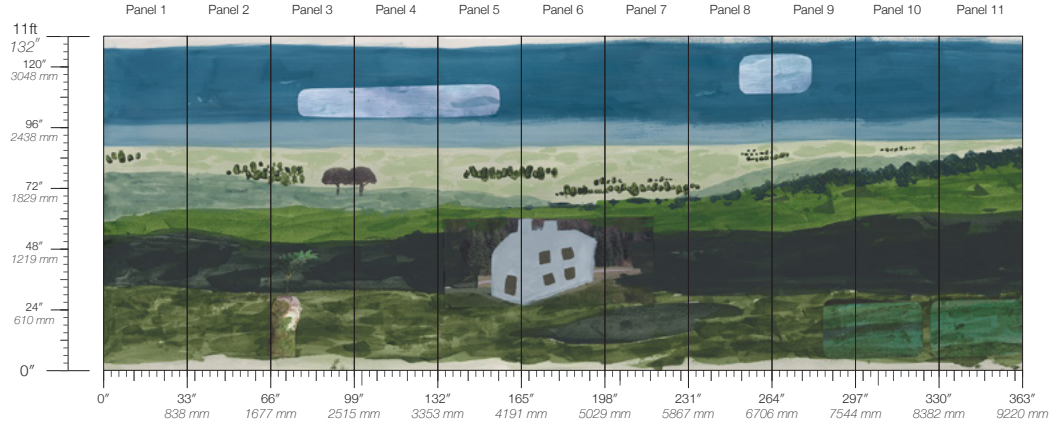 Panel 1 Panel 2 Panel 3 Panel 4 Panel 5 Panel 6 Panel 7 Panel 8 Panel 9 Panel 10 Panel 11
11ft
132″
120″
3048 mm
96″
2438 mm
72″
1829 mm
48″
1219 mm
24″
610 mm
0″
0″ 33″ 66″ 99″ 132″ 165″ 198″ 231″ 264″ 297″ 330″ 363″
838 mm 1677 mm 2515 mm 3353 mm 4191 mm 5029 mm 5867 mm 6706 mm 7544 mm 8382 mm 9220 mm